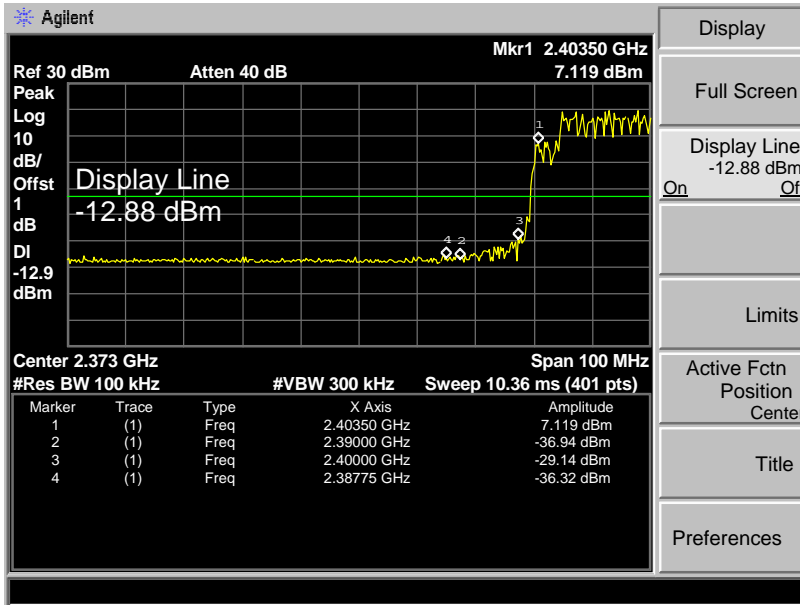 Agilent
Display
Mkr1 2.40350 GHz
Ref 30 dBm Atten 40 dB 7.119 dBm
Peak
Log
10
dB/
Offst
1
dB
DI
-12.9
dBm
Display Line
-12.88 dBm
1
4 2
3
Center 2.373 GHz Span 100 MHz
#Res BW 100 kHz #VBW 300 kHz Sweep 10.36 ms (401 pts)
Marker Trace Type X Axis Amplitude
1 (1) Freq 2.40350 GHz 7.119 dBm
2 (1) Freq 2.39000 GHz -36.94 dBm
3 (1) Freq 2.40000 GHz -29.14 dBm
4 (1) Freq 2.38775 GHz -36.32 dBm
Full Screen
Display Line
-12.88 dBm
On Of
Limits
Active Fctn
Position
Center
Title
Preferences